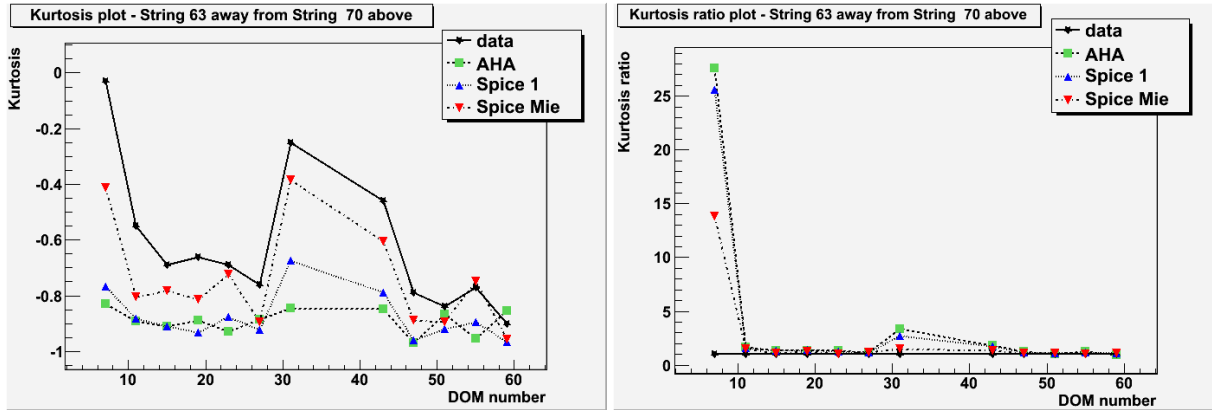 Kurtosis plot - String 63 away from String  70 above
data
AHA
Spice 1
Spice Mie
Kurtosis
0
-0.2
-0.4
-0.6
-0.8
-1
10 20 30 40 50 60
DOM number
Kurtosis ratio plot - String 63 away from String  70 above
data
AHA
Spice 1
Spice Mie
Kurtosis ratio
25
20
15
10
5
0
10 20 30 40 50 60
DOM number